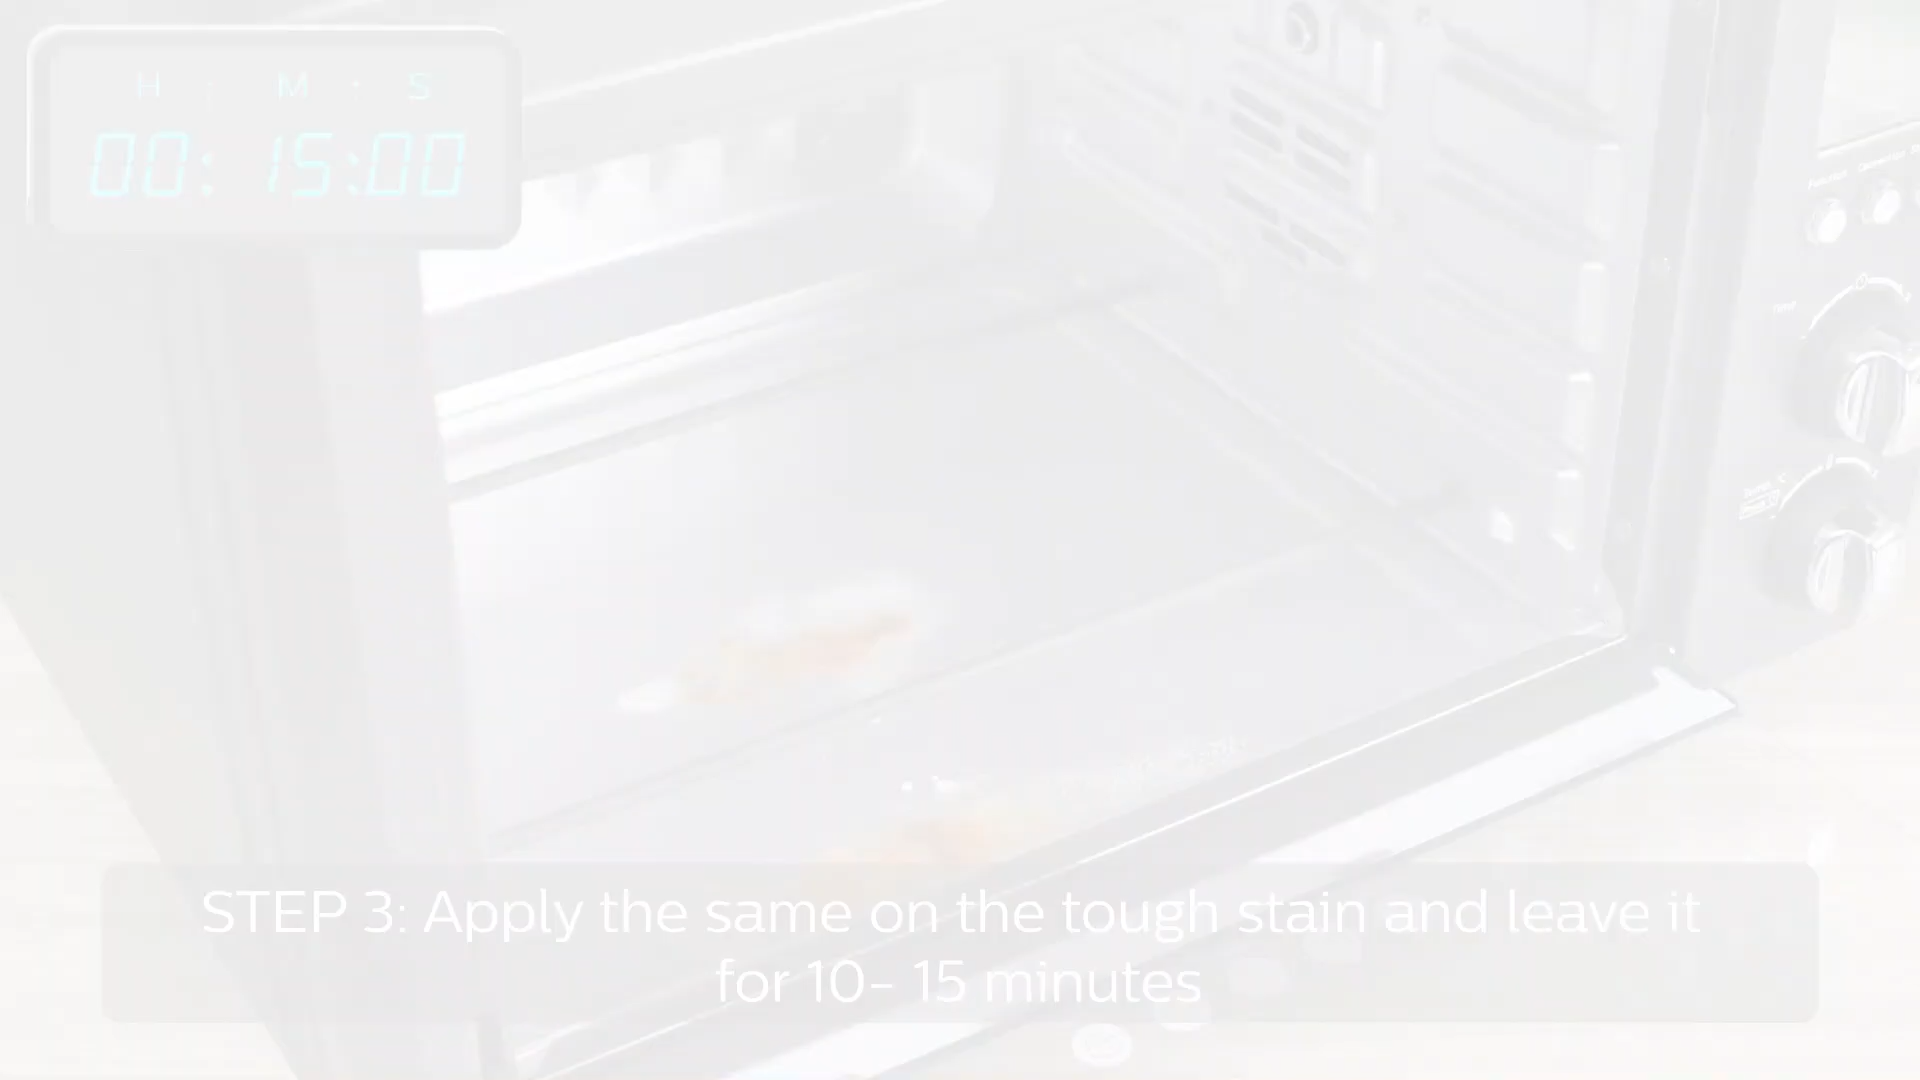 H : M : S
00: 15:00
STEP 3: Apply the same on the tough stain and leave it
for 10- 15 minutes